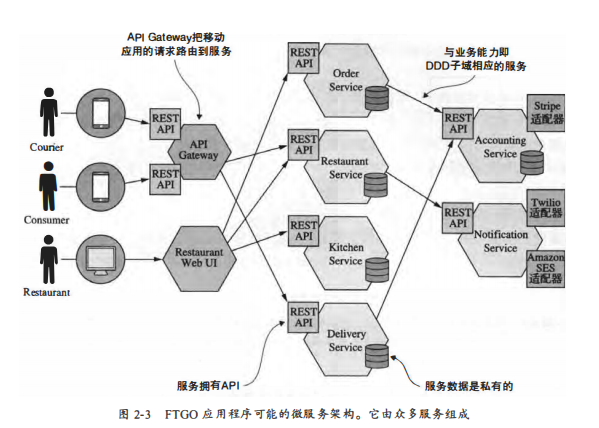 API Gateway把移动
应用的请求路由到服务
与业务能力即
DDD子域相应的服务
REST
API
Order
Service
Stripe
适配器
REST
API
REST
API
Accounting
Service
Courier
API
Gateway
REST
API
Restaurant
Service
REST
API
Consumer
Twilio
适配器
REST
API
Notification
Service
REST
API
Kitchen
Service
Restaurant
Web UI
Amazon
SES
适配器
Restaurant
REST
API
Delivery
Service
服务拥有API
服务数据是私有的
图 2-3 FTGO 应用程序可能的微服务架构。它由众多服务组成